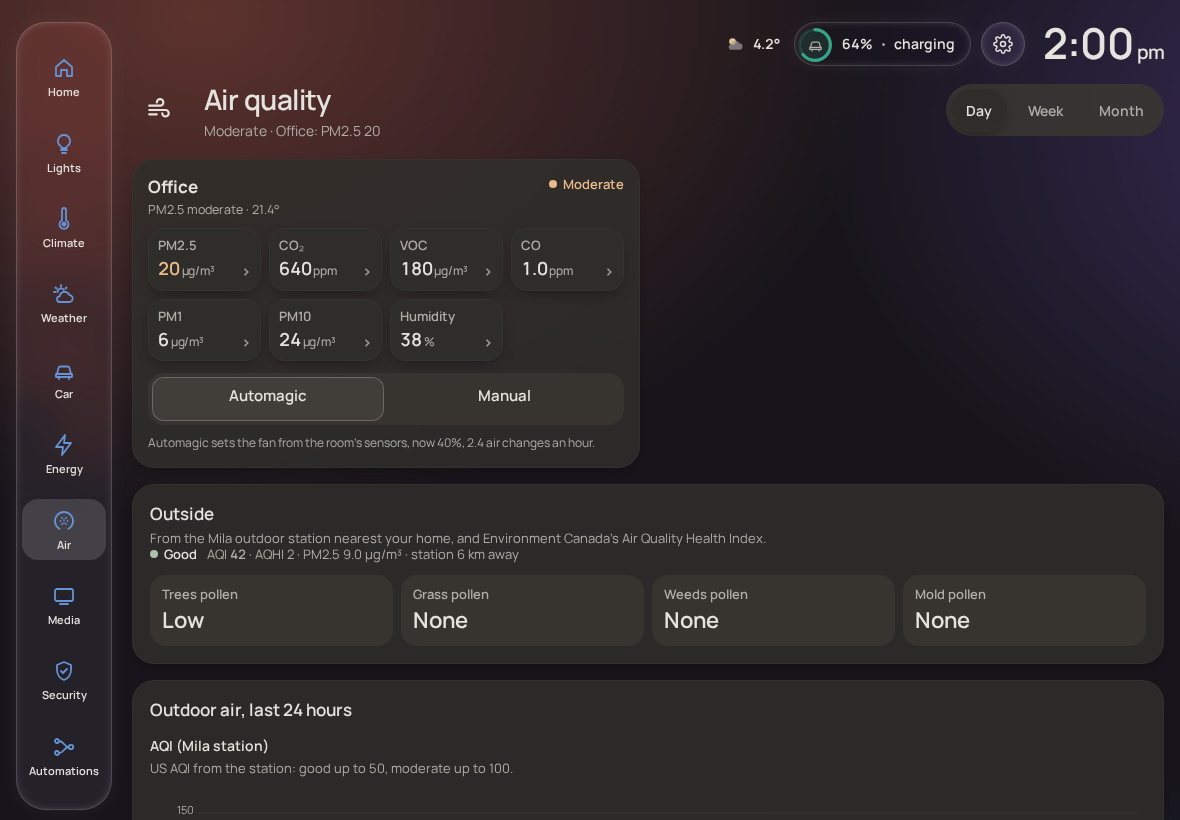 4.2°
64% • charging
2:00 pm
Home
Lights
Climate
Weather
Car
Energy
Air
Media
Security
Automations
Air quality
Moderate · Office: PM2.5 20
Day Week Month
Office
Moderate
PM2.5 moderate · 21.4°
PM2.5
20 µg/m³
CO₂
640 ppm
VOC
180 µg/m³
CO
1.0 ppm
PM1
6 µg/m³
PM10
24 µg/m³
Humidity
38 %
Automagic Manual
Automagic sets the fan from the room's sensors, now 40%, 2.4 air changes an hour.
Outside
From the Mila outdoor station nearest your home, and Environment Canada's Air Quality Health Index.
Good AQI 42 · AQHI 2 · PM2.5 9.0 µg/m³ · station 6 km away
Trees pollen
Low
Grass pollen
None
Weeds pollen
None
Mold pollen
None
Outdoor air, last 24 hours
AQI (Mila station)
US AQI from the station: good up to 50, moderate up to 100.
150